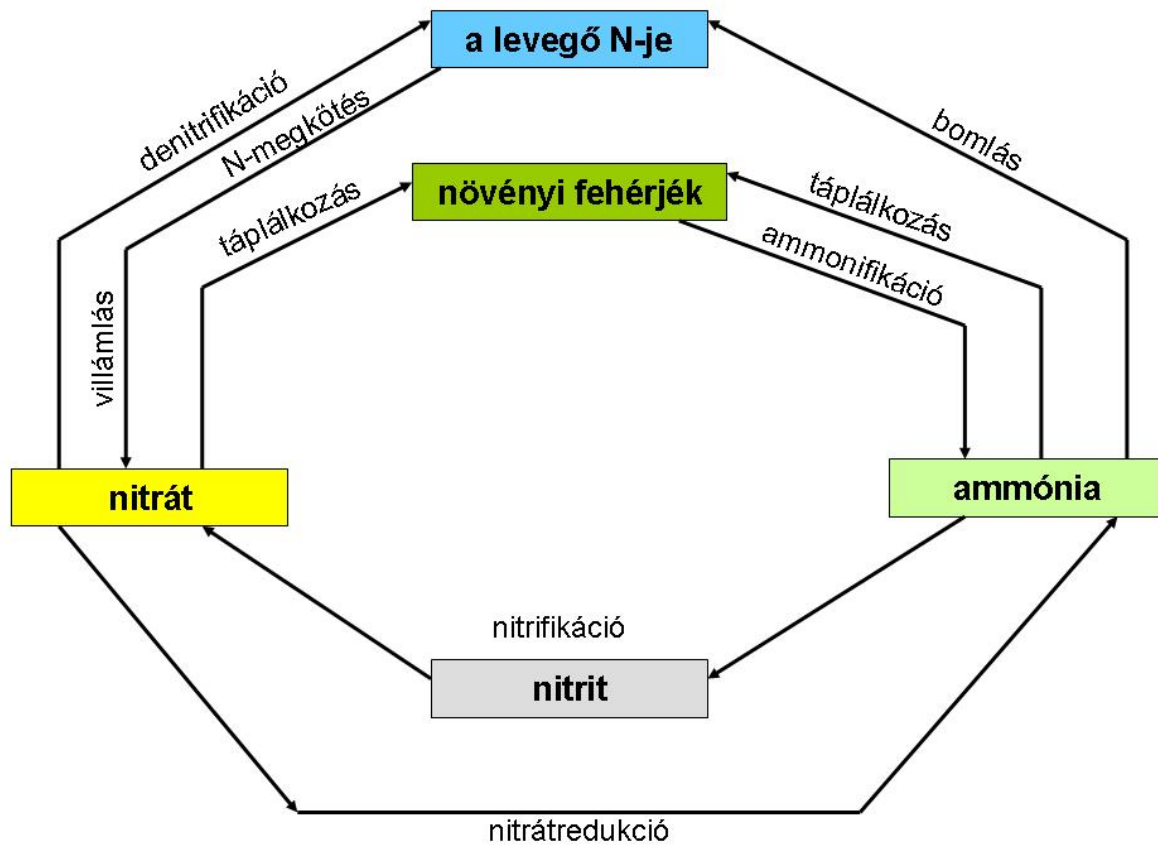 a levegő N-je
denitrifikáció
N-megkötés
bomlás
növényi fehérjék
táplálkozás
táplálkozás
ammonifikáció
villámlás
nitrát
ammónia
nitrifikáció
nitrit
nitrátredukció